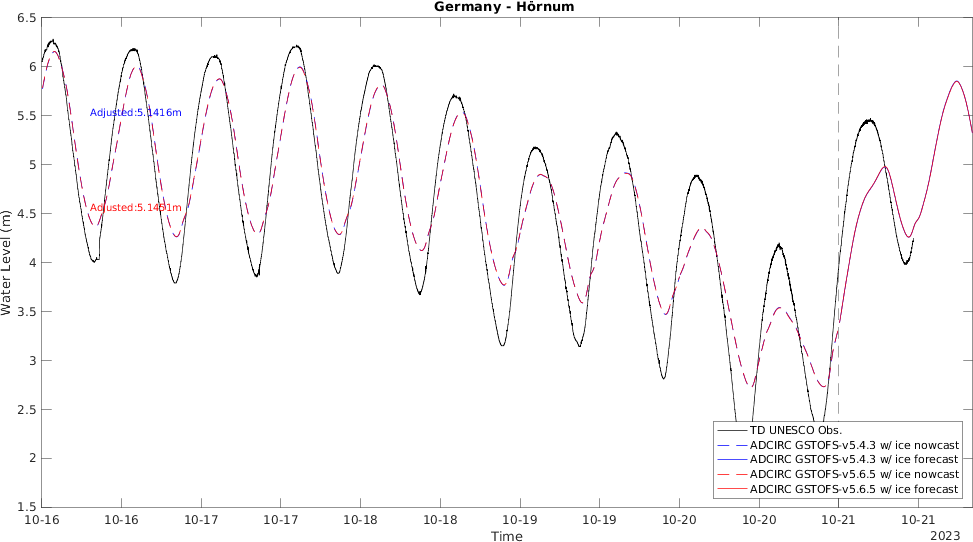 Germany - Hörnum
6.5
6
5.5
5
4.5
4
3.5
3
2.5
2
1.5
Water Level (m)
Adjusted:5.1416m
Adjusted:5.1451m
TD UNESCO Obs.
ADCIRC GSTOFS-v5.4.3 w/ ice nowcast
ADCIRC GSTOFS-v5.4.3 w/ ice forecast
ADCIRC GSTOFS-v5.6.5 w/ ice nowcast
ADCIRC GSTOFS-v5.6.5 w/ ice forecast
10-16 10-16 10-17 10-17 10-18 10-18 10-19 10-19 10-20 10-20 10-21 10-21
Time
2023